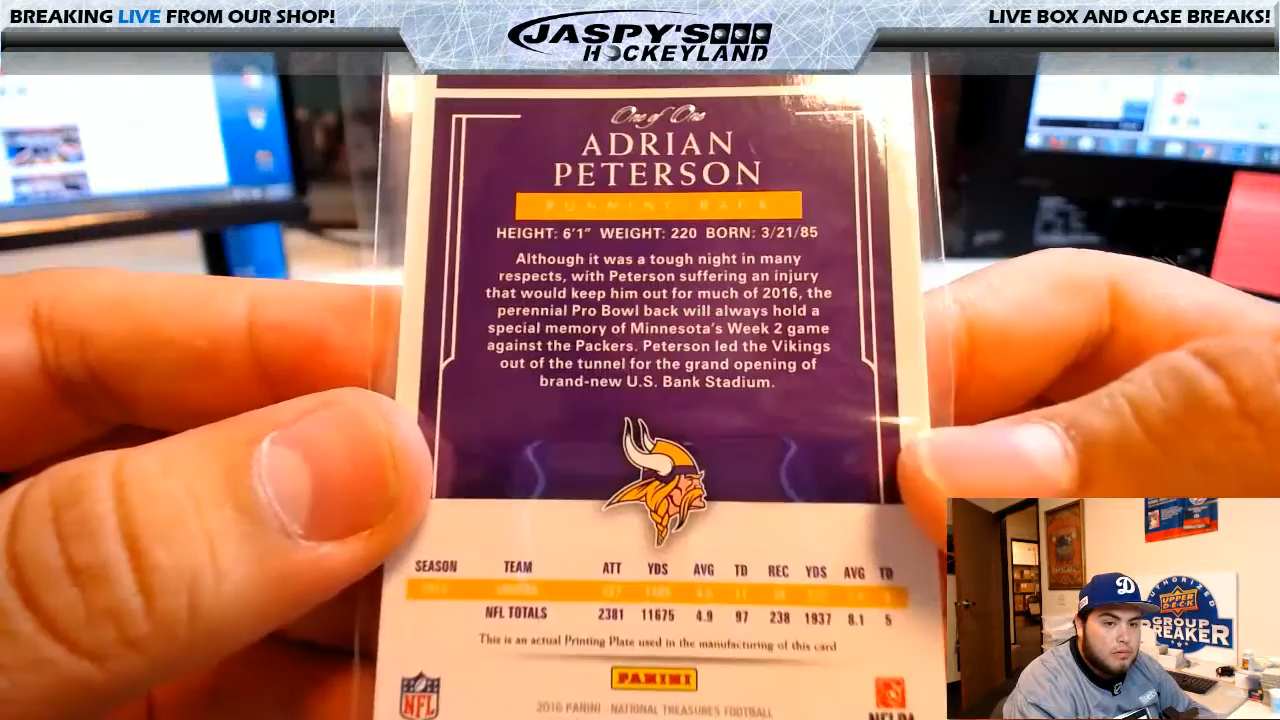 BREAKING LIVE FROM OUR SHOP!
JASPY'S
HOCKEYLAND
LIVE BOX AND CASE BREAKS!
One of One
ADRIAN
PETERSON
RUNNING BACK
HEIGHT: 6'1" WEIGHT: 220 BORN: 3/21/85
Although it was a tough night in many
respects, with Peterson suffering an injury
that would keep him out for much of 2016, the
perennial Pro Bowl back will always hold a
special memory of Minnesota's Week 2 game
against the Packers. Peterson led the Vikings
out of the tunnel for the grand opening of
brand-new U.S. Bank Stadium.
SEASON TEAM ATT YDS AVG TD REC YDS AVG TD
NFL TOTALS 2381 11675 4.9 97 238 1937 8.1 5
This is an actual Printing Plate used in the manufacturing of this card
PANINI
NFL
NFLPA
2016 PANINI - NATIONAL TREASURES FOOTBALL
D
AUTHORIZED
UPPER DECK
GROUP
BREAKER